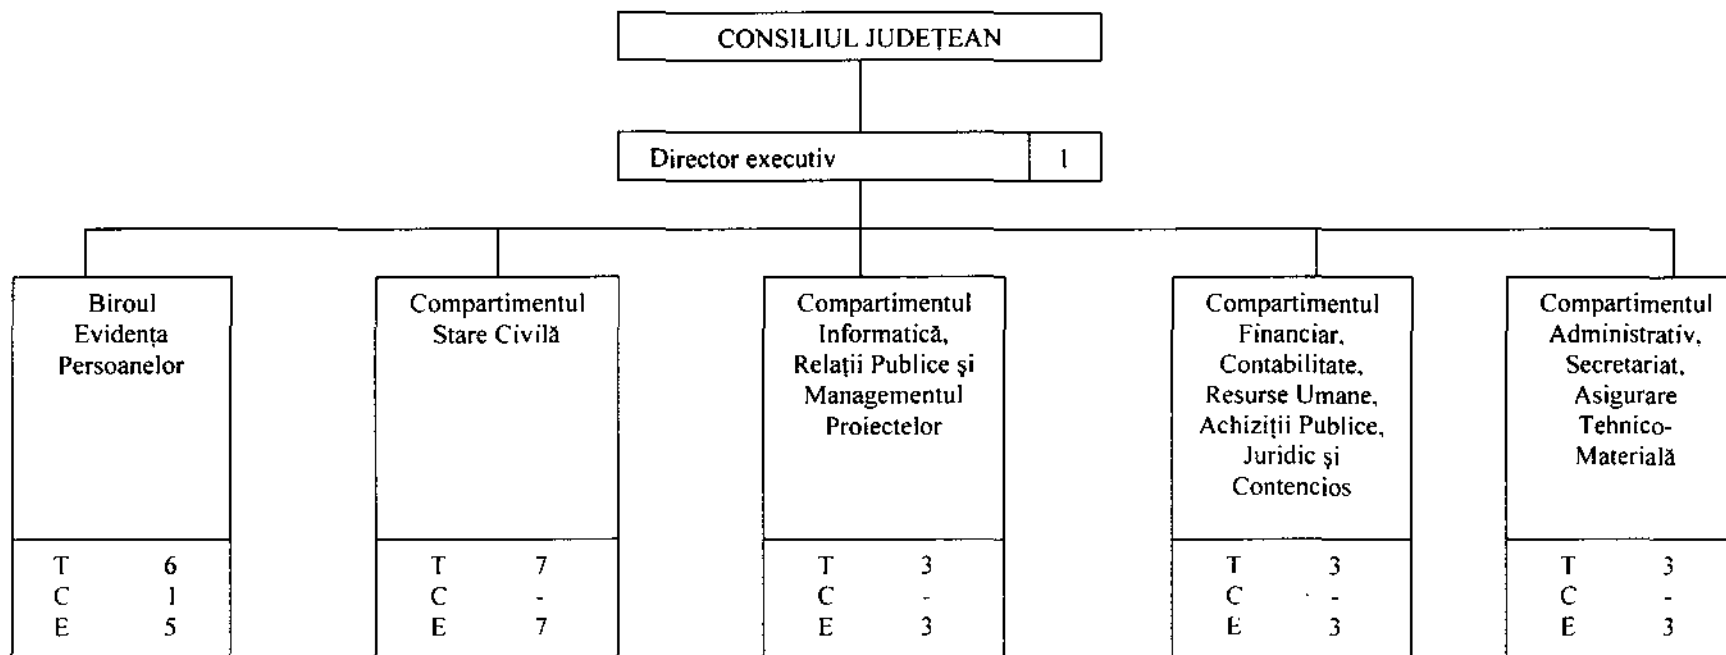 CONSILIUL JUDEȚEAN
Director executiv 1
Biroul
Evidența
Persoanelor
T 6
C 1
E 5
Compartimentul
Stare Civilă
T 7
C -
E 7
Compartimentul
Informatică,
Relații Publice și
Managementul
Proiectelor
T 3
C -
E 3
Compartimentul
Financiar,
Contabilitate,
Resurse Umane,
Achiziții Publice,
Juridic și
Contencios
T 3
C -
E 3
Compartimentul
Administrativ,
Secretariat,
Asigurare
Tehnico-
Materială
T 3
C -
E 3